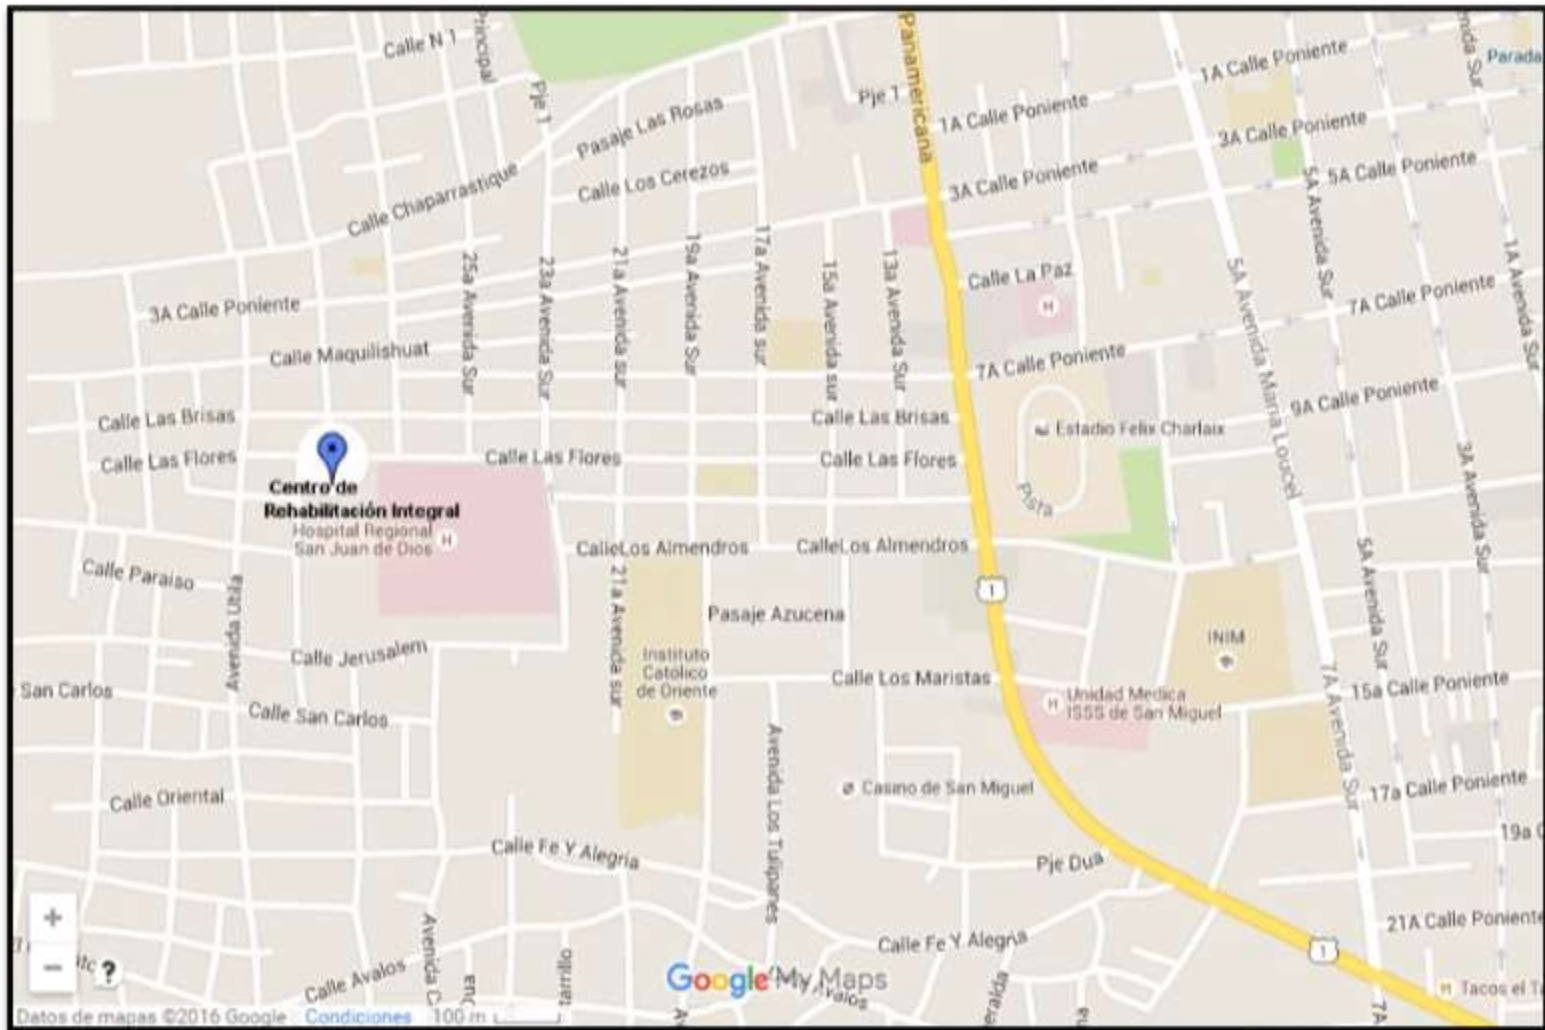 Calle N 1
Principal
Pje 1
Pasaje Las Rosas
Calle Los Cerezos
Calle Chaparrastique
Pje 1
Panamericana
1A Calle Poniente
1A Calle Poniente
3A Calle Poniente
3A Calle Poniente
5A Calle Poniente
Parada
5A Avenida Sur
1A Avenida Sur
25a Avenida Sur
23a Avenida Sur
21a Avenida sur
19a Avenida Sur
17a Avenida sur
15a Avenida sur
13a Avenida Sur
Calle La Paz
H
5A Avenida Maria Loucel
3A Calle Poniente
7A Calle Poniente
Calle Maquilishuat
7A Calle Poniente
9A Calle Poniente
Calle Las Brisas
Calle Las Brisas
Estadio Felix Charlaix
Pista
Calle Las Flores
Calle Las Flores
Calle Las Flores
3A Avenida Sur
Centro de
Rehabilitación Integral
Hospital Regional
San Juan de Dios
H
CalleLos Almendros
CalleLos Almendros
1
5A Avenida Sur
Calle Paraiso
21a Avenida sur
Pasaje Azucena
INIM
Calle Jerusalem
Instituto
Católico
de Oriente
Calle Los Maristas
H
Unidad Medica
ISSS de San Miguel
15a Calle Poniente
7A Avenida Sur
San Carlos
Calle San Carlos
Avenida Los Tulipanes
Casino de San Miguel
17a Calle Poniente
Calle Oriental
19a C
Calle Fe Y Alegria
Pje Dua
21A Calle Poniente
Calle Fe Y Alegria
1
Avenida C
Calle Avalos
+
−
?
Google My Maps
Avalos
7A
Tacos el T
Datos de mapas ©2016 Google
Condiciones
100 m